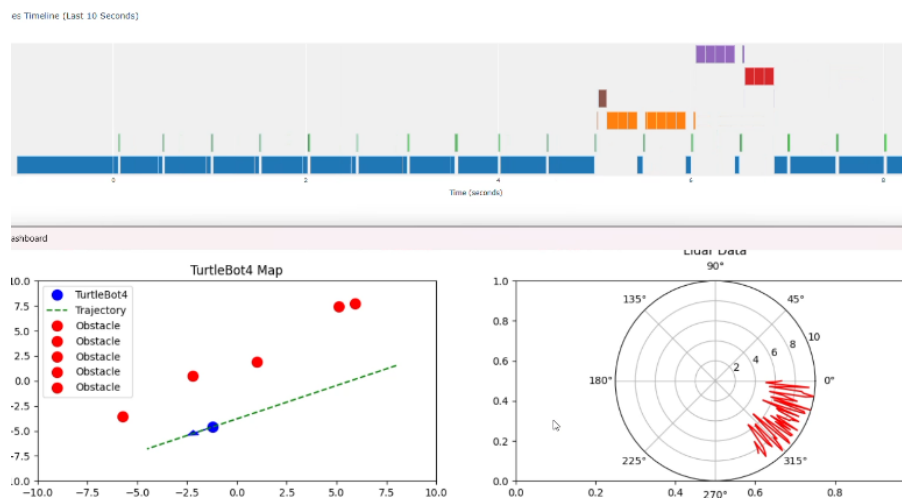 es Timeline (Last 10 Seconds)
0 2 4 6 8
Time (seconds)
ashboard
TurtleBot4 Map
TurtleBot4
Trajectory
Obstacle
Obstacle
Obstacle
Obstacle
Obstacle
10.0
7.5
5.0
2.5
0.0
-2.5
-5.0
-7.5
.0
−10.0 −7.5 −5.0 −2.5 0.0 2.5 5.0 7.5 10.0
Lidar Data
1.0
0.8
0.6
0.4
0.2
0.0
0.0 0.2 0.4 0.6 0.8
90°
135° 45°
180° 2 4 6 8 10 0°
225° 315°
270°